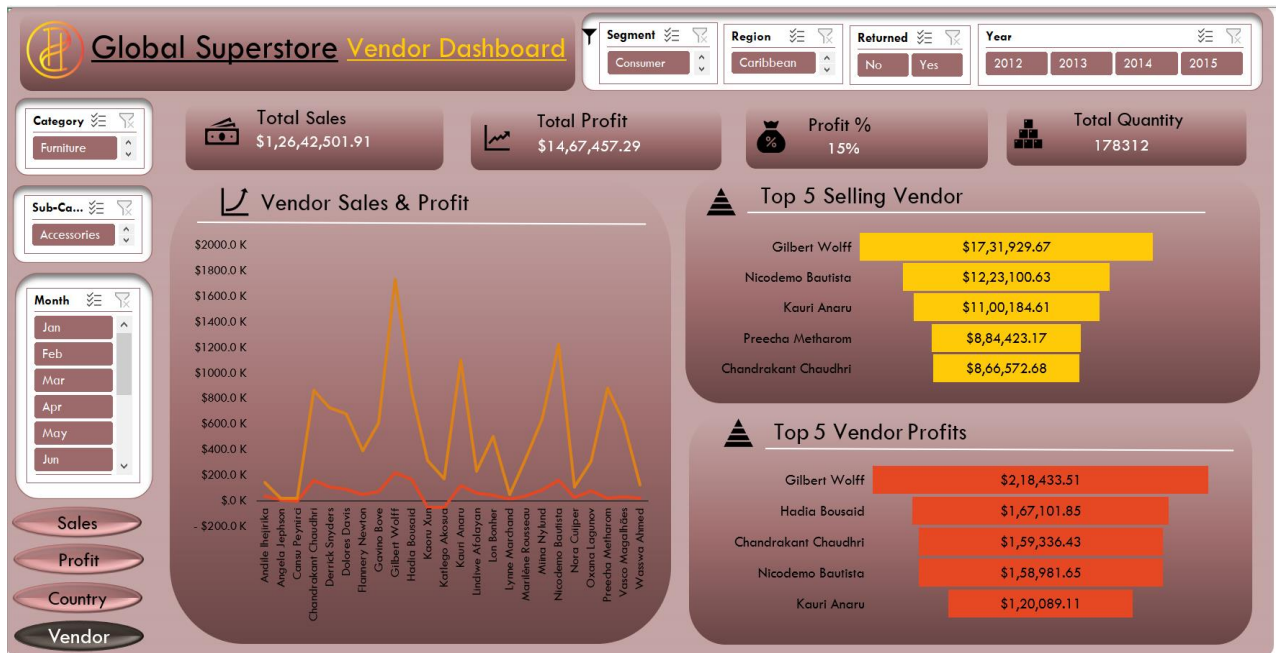 Global Superstore Vendor Dashboard
Segment
Consumer
Region
Caribbean
Returned
No Yes
Year
2012 2013 2014 2015
Category
Furniture
Sub-Ca...
Accessories
Month
Jan
Feb
Mar
Apr
May
Jun
Sales
Profit
Country
Vendor
Total Sales
$1,26,42,501.91
Total Profit
$14,67,457.29
Profit %
15%
Total Quantity
178312
Vendor Sales & Profit
$2000.0 K
$1800.0 K
$1600.0 K
$1400.0 K
$1200.0 K
$1000.0 K
$800.0 K
$600.0 K
$400.0 K
$200.0 K
$.0 K
- $200.0 K
Andile Ihejirika
Angela Jephson
Cansu Peynirci
Chandrakant Chaudhri
Derrick Snyders
Dolores Davis
Flannery Newton
Gavino Bove
Gilbert Wolff
Hadia Bousaid
Kaoru Xun
Katlego Akosua
Kauri Anaru
Lindiwe Afolayan
Lon Bonher
Lynne Marchand
Marilène Rousseau
Miina Nylund
Nicodemo Bautista
Nora Cuijper
Oxana Lagunov
Preecha Metharom
Vasco Magalhães
Wasswa Ahmed
Top 5 Selling Vendor
Gilbert Wolff $17,31,929.67
Nicodemo Bautista $12,23,100.63
Kauri Anaru $11,00,184.61
Preecha Metharom $8,84,423.17
Chandrakant Chaudhri $8,66,572.68
Top 5 Vendor Profits
Gilbert Wolff $2,18,433.51
Hadia Bousaid $1,67,101.85
Chandrakant Chaudhri $1,59,336.43
Nicodemo Bautista $1,58,981.65
Kauri Anaru $1,20,089.11